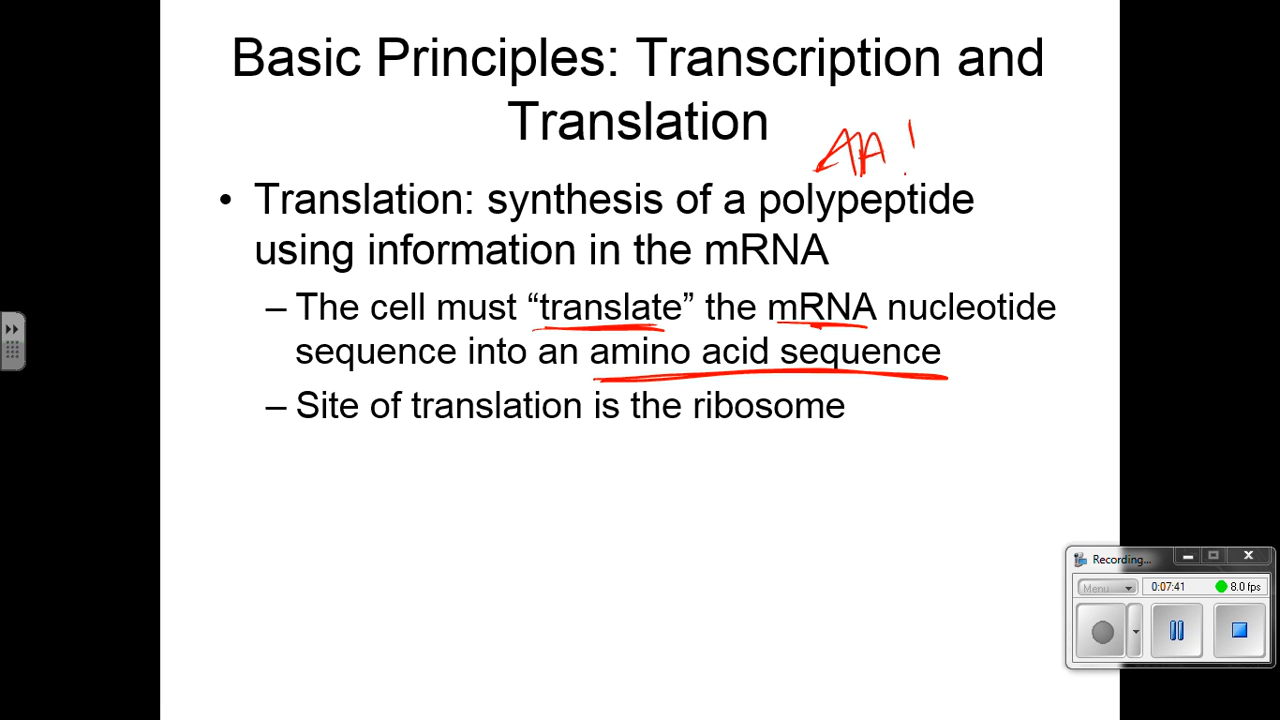 Basic Principles: Transcription and
Translation
AA!
• Translation: synthesis of a polypeptide
using information in the mRNA
– The cell must “translate” the mRNA nucleotide
sequence into an amino acid sequence
– Site of translation is the ribosome
Recording...
Menu
0:07:41
8.0 fps